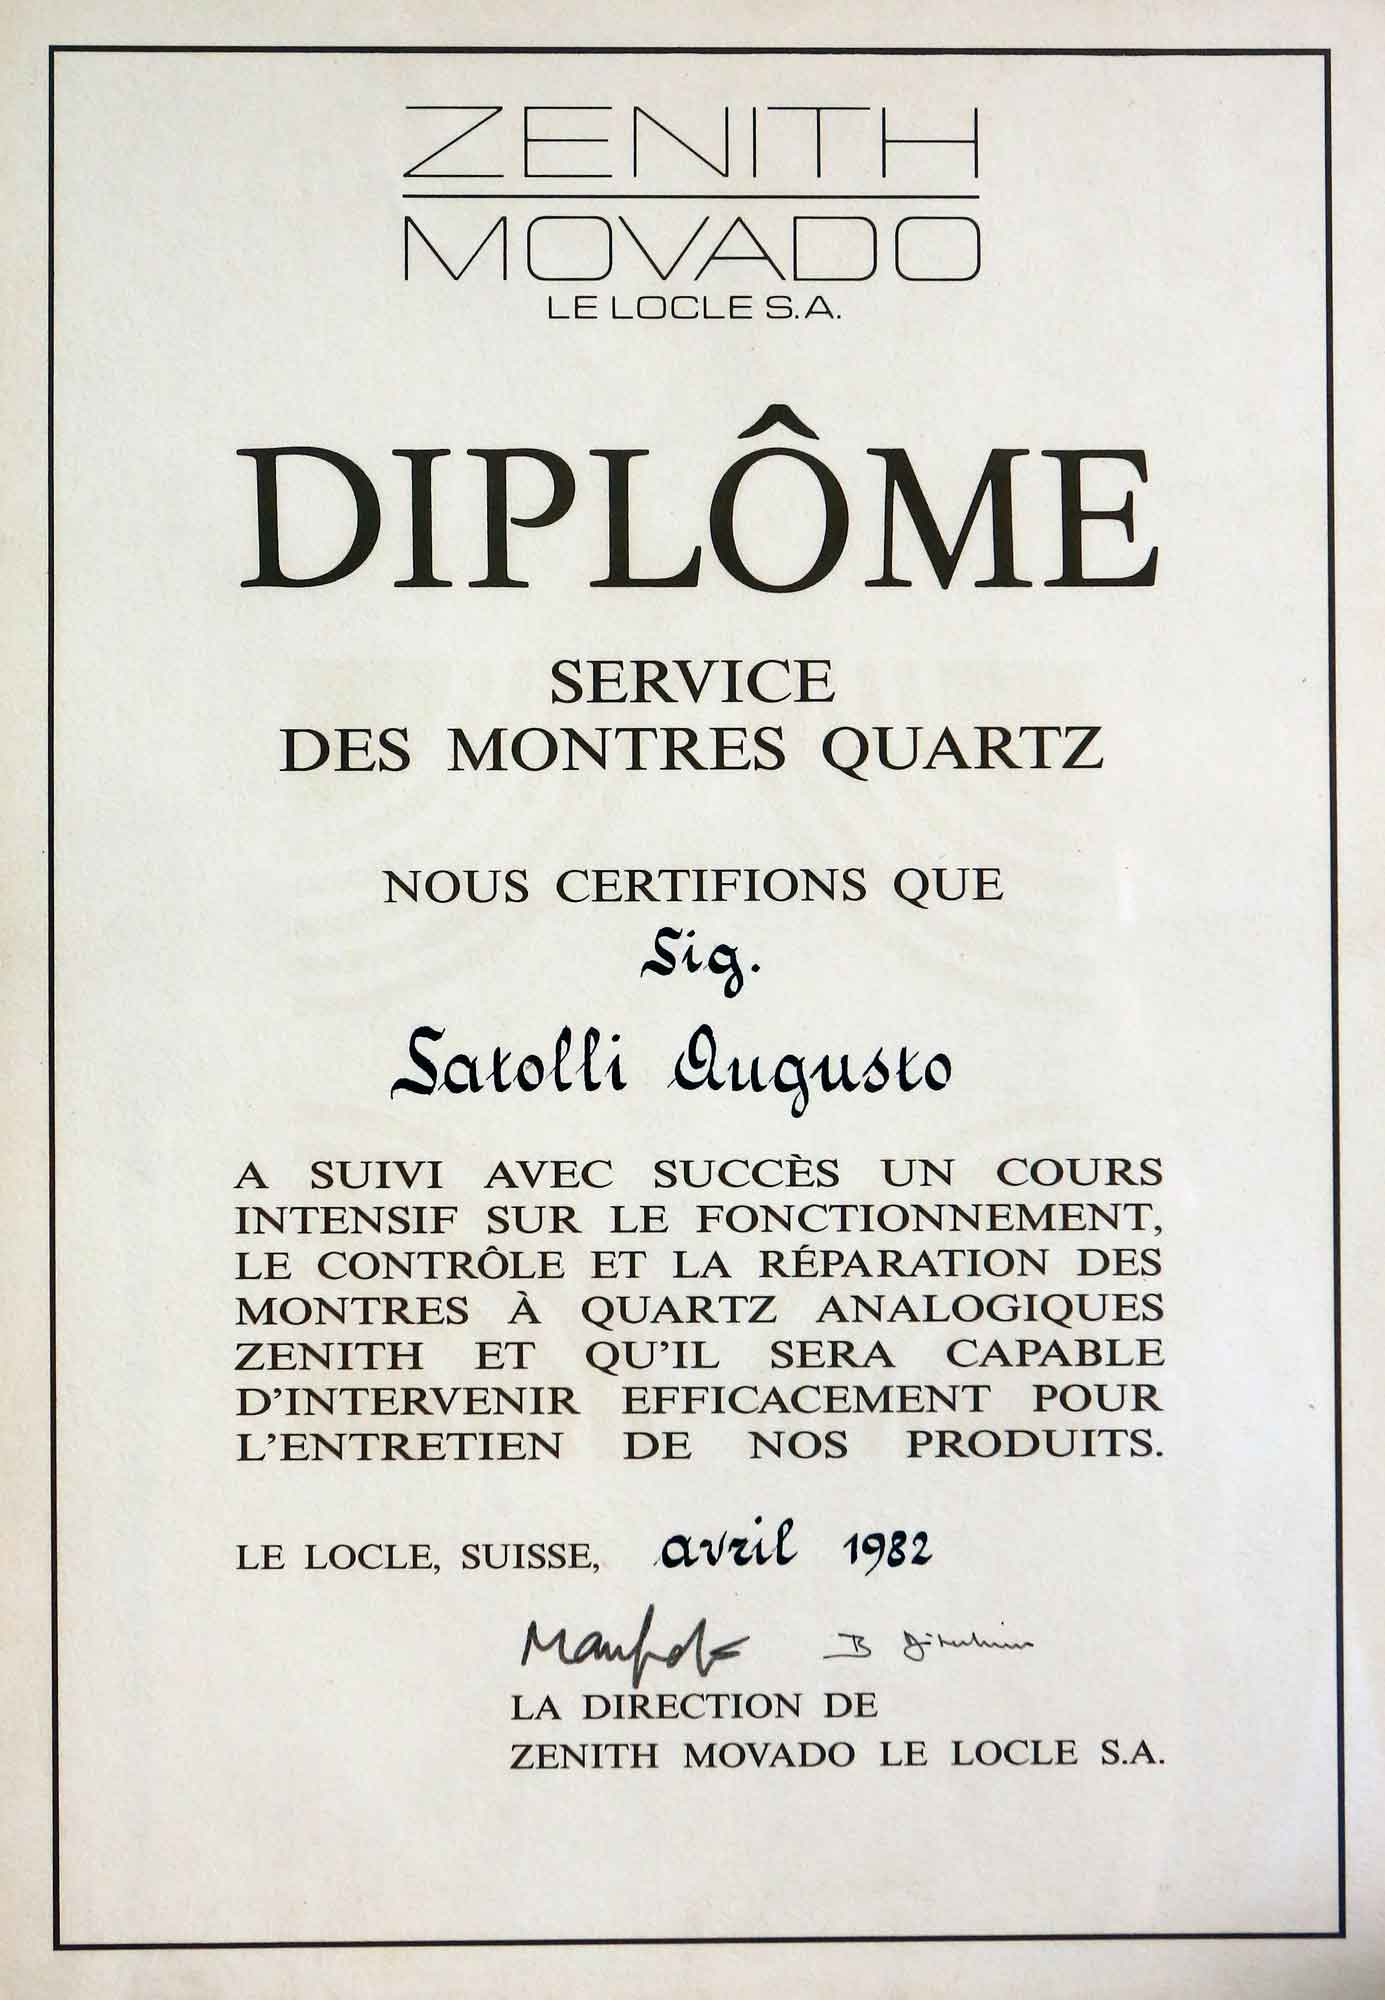 ZENITH
MOVADO
LE LOCLE S.A.
DIPLÔME
SERVICE
DES MONTRES QUARTZ
NOUS CERTIFIONS QUE
Sig.
Satolli Augusto
A SUIVI AVEC SUCCÈS UN COURS
INTENSIF SUR LE FONCTIONNEMENT,
LE CONTRÔLE ET LA RÉPARATION DES
MONTRES À QUARTZ ANALOGIQUES
ZENITH ET QU'IL SERA CAPABLE
D'INTERVENIR EFFICACEMENT POUR
L'ENTRETIEN DE NOS PRODUITS.
LE LOCLE, SUISSE, avril 1982
LA DIRECTION DE
ZENITH MOVADO LE LOCLE S.A.